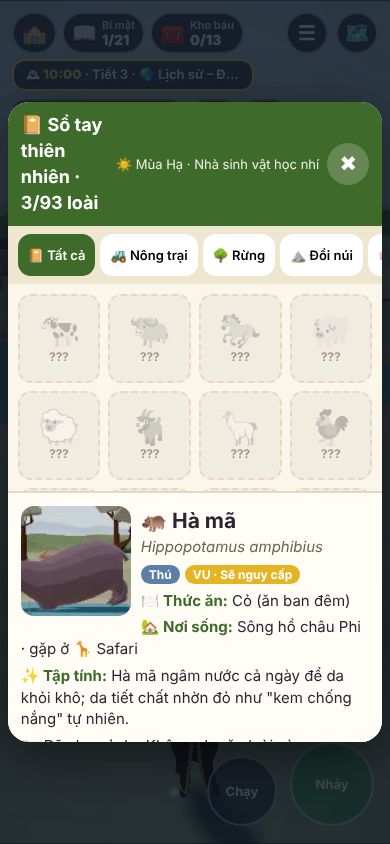 Bí mật
1/21
Kho báu
0/13
10:00 · Tiết 3 · Lịch sử – Đ...
Sổ tay thiên nhiên · 3/93 loài
Mùa Hạ · Nhà sinh vật học nhí
Tất cả
Nông trại
Rừng
Đồi núi
???
???
???
???
???
???
???
???
Hà mã
Hippopotamus amphibius
Thú
VU · Sẽ nguy cấp
Thức ăn: Cỏ (ăn ban đêm)
Nơi sống: Sông hồ châu Phi
· gặp ở Safari
Tập tính: Hà mã ngâm nước cả ngày để da
khỏi khô; da tiết chất nhờn đỏ như "kem chống
nắng" tự nhiên.
Chạy
Nhảy